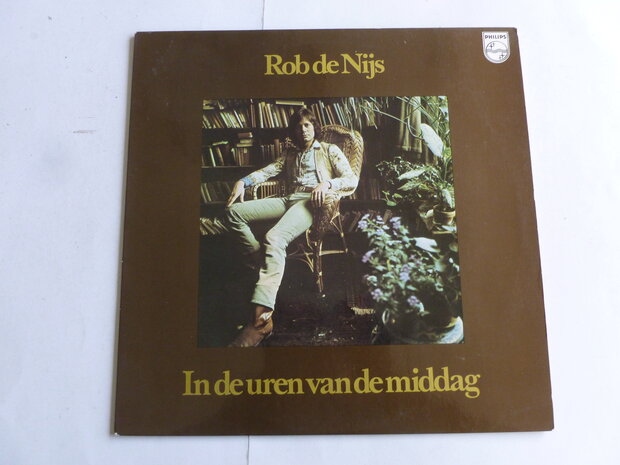 PHILIPS
Rob de Nijs
In de uren van de middag